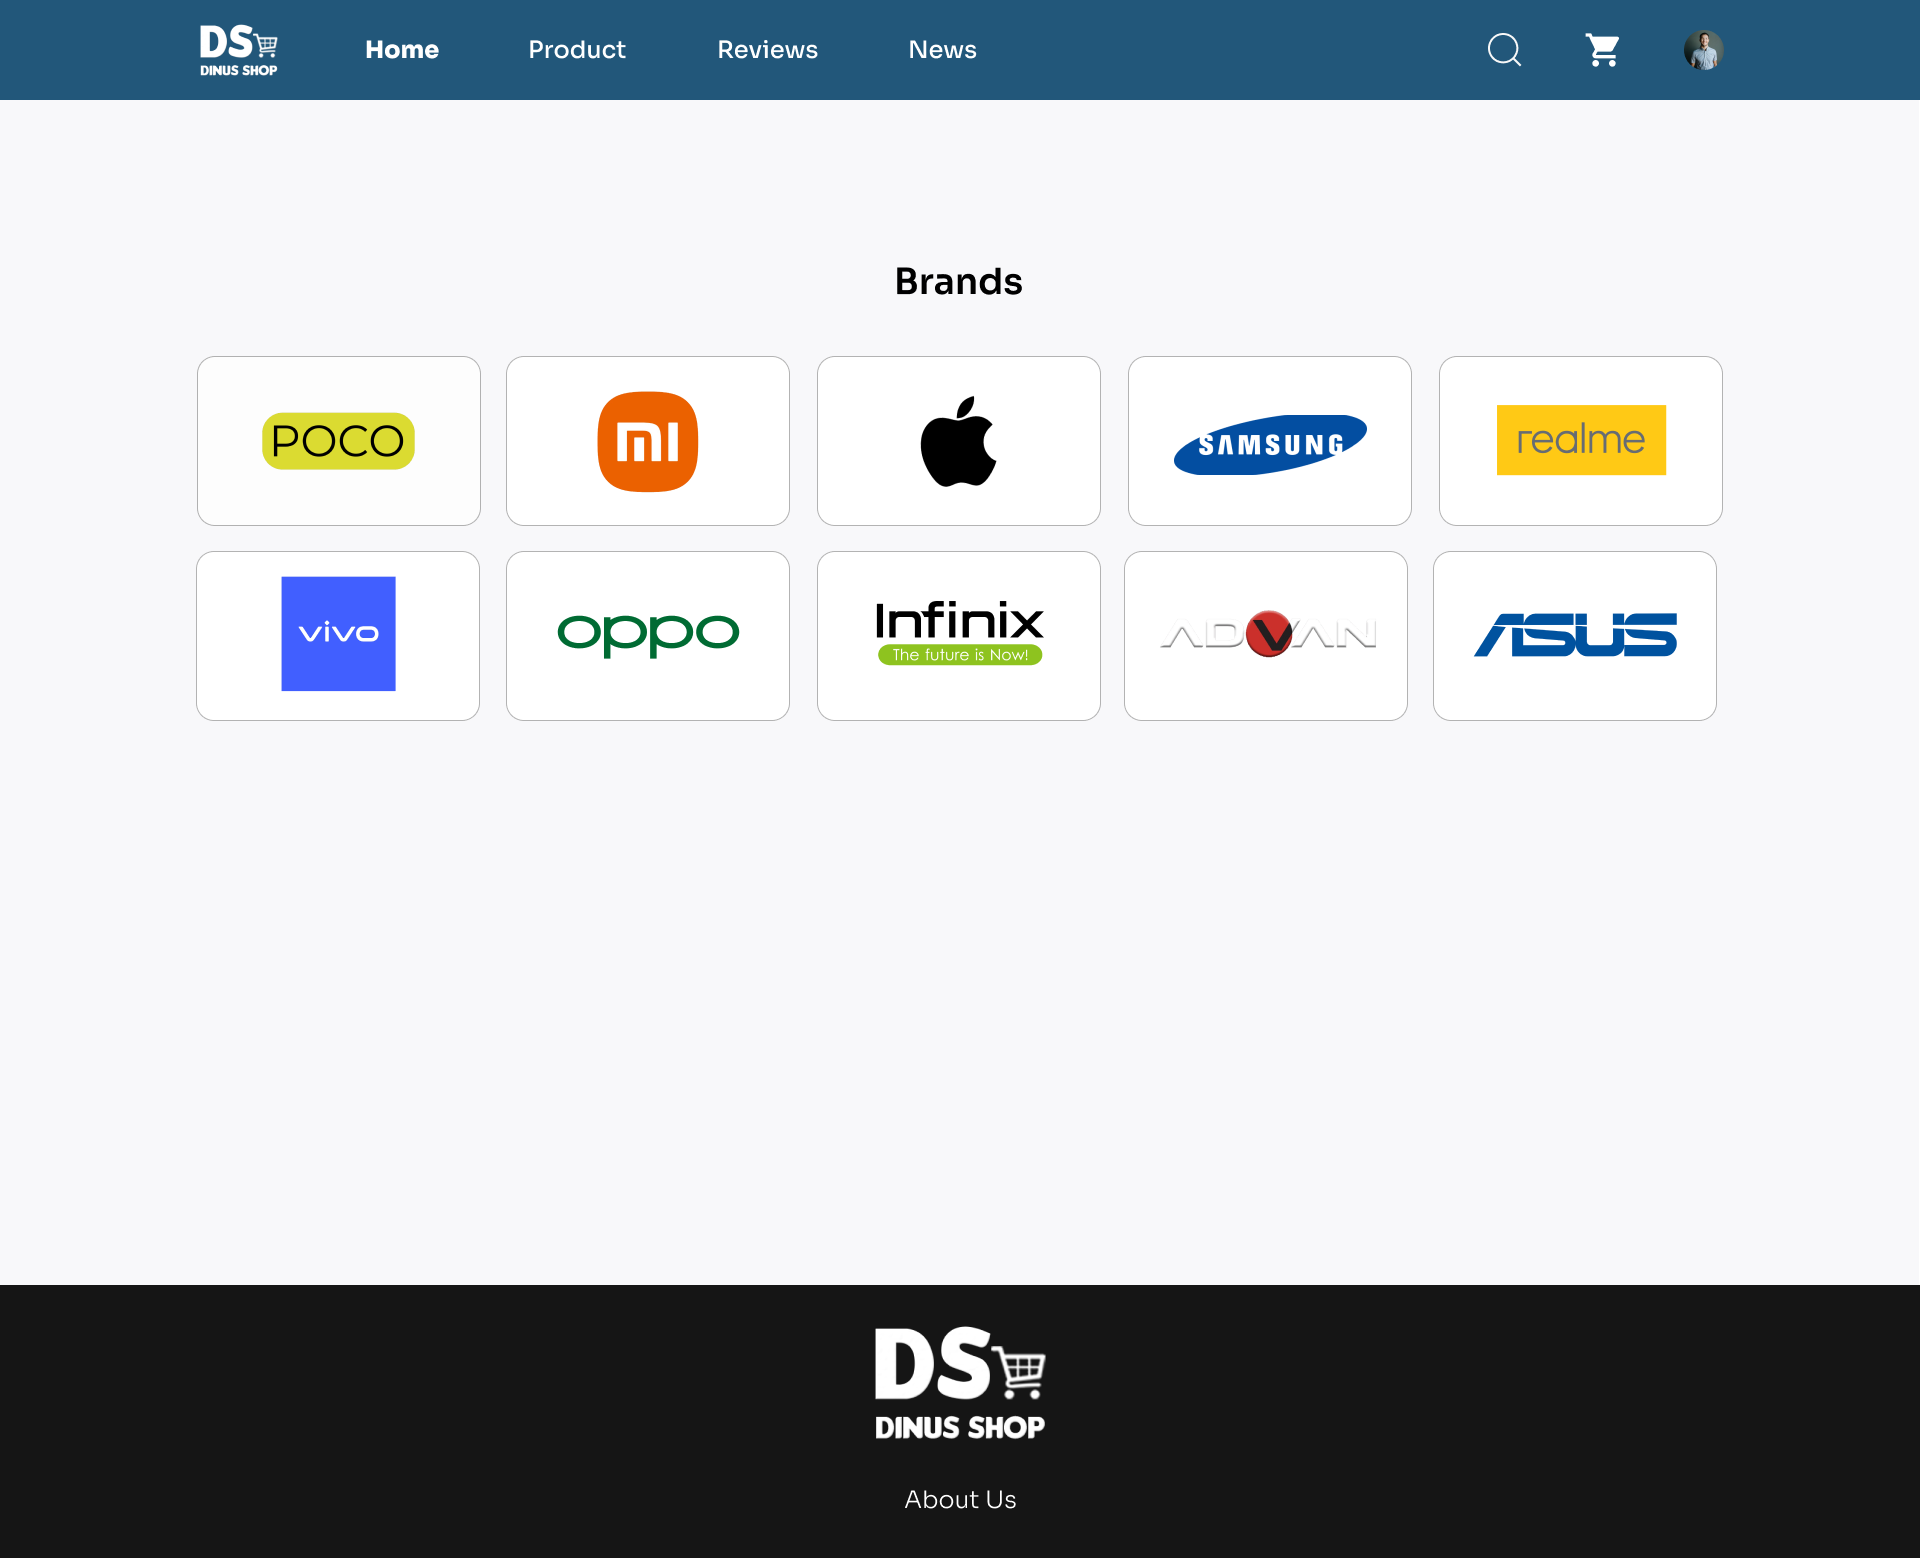 DS
DINUS SHOP
Home
Product
Reviews
News
Brands
POCO
mi
SAMSUNG
realme
vivo
oppo
Infinix
The future is Now!
ADVAN
ASUS
DS
DINUS SHOP
About Us